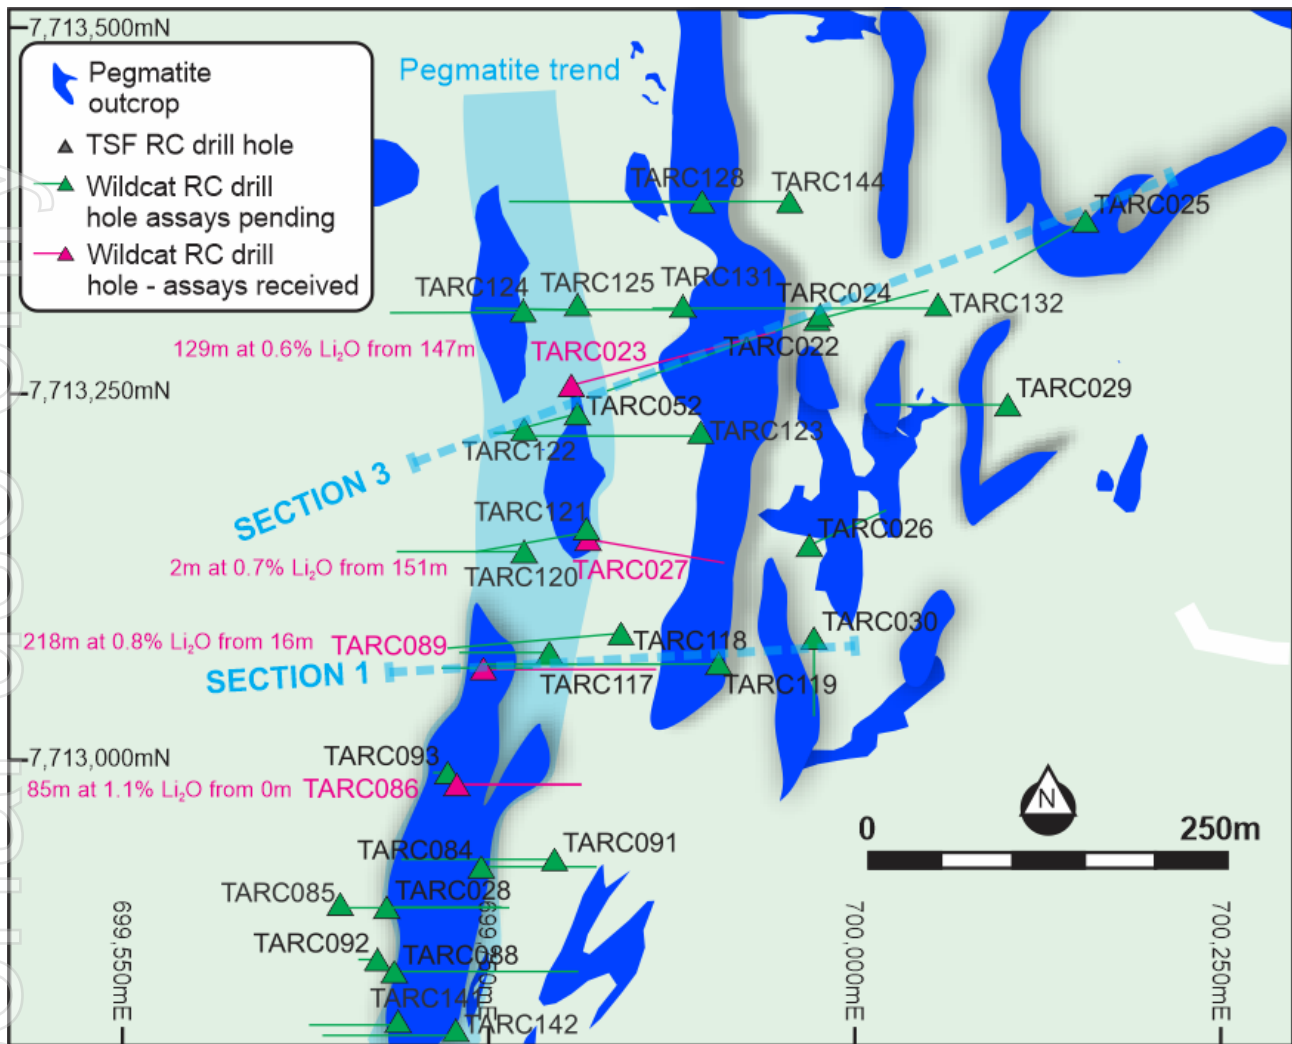 7,713,500mN
Pegmatite
outcrop
TSF RC drill hole
Wildcat RC drill
hole assays pending
Wildcat RC drill
hole - assays received
Pegmatite trend
TARC128
TARC144
TARC025
TARC124
TARC125
TARC131
TARC024
TARC132
129m at 0.6% Li₂O from 147m
TARC023
TARC022
7,713,250mN
TARC029
TARC052
TARC123
TARC122
SECTION 3
TARC121
TARC026
2m at 0.7% Li₂O from 151m
TARC120
TARC027
218m at 0.8% Li₂O from 16m
TARC089
TARC118
TARC030
SECTION 1
TARC117
TARC119
7,713,000mN
TARC093
85m at 1.1% Li₂O from 0m
TARC086
N
0
250m
TARC084
TARC091
TARC085
TARC028
699,550mE
700,000mE
700,250mE
TARC092
TARC088
TARC141
TARC142